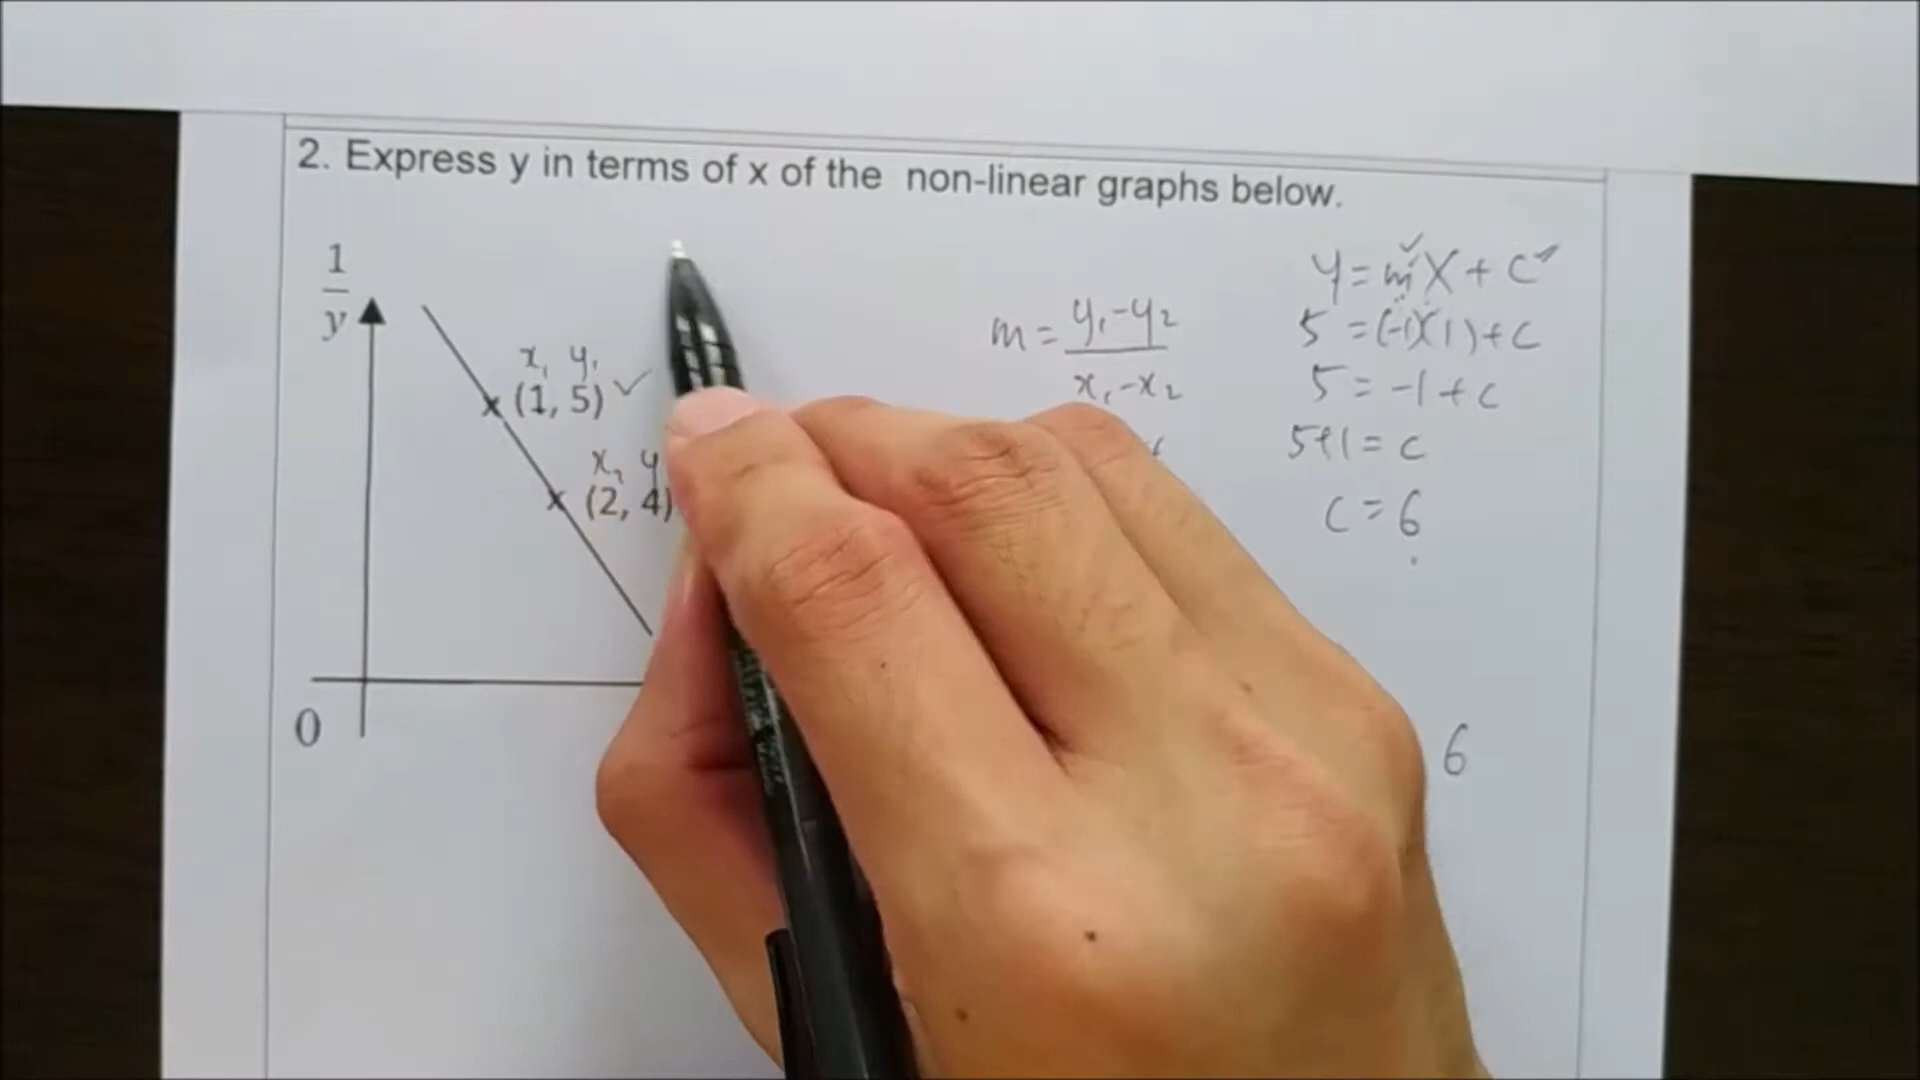 2. Express y in terms of x of the non-linear graphs below.
1
y
x₁ y₁
(1, 5) ✓
x₂ y
(2, 4)
0
m = y₁-y₂
x₁-x₂
Y = mX + c
5 = (-1)(1) + c
5 = -1 + c
5+1 = c
c = 6
6